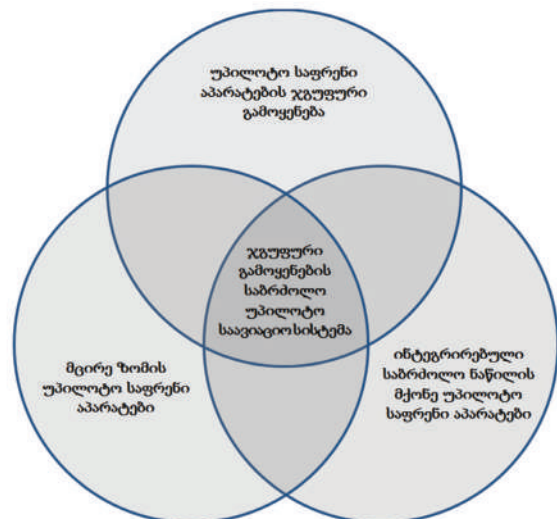 უპილოტო საფრენი
აპარატების ჯგუფური
გამოყენება
ჯგუფური
გამოყენების
საბრძოლო
უპილოტო
საავიაციო სისტემა
მცირე ზომის
უპილოტო საფრენი
აპარატები
ინტეგრირებული
საბრძოლო ნაწილის
მქონე უპილოტო
საფრენი აპარატები